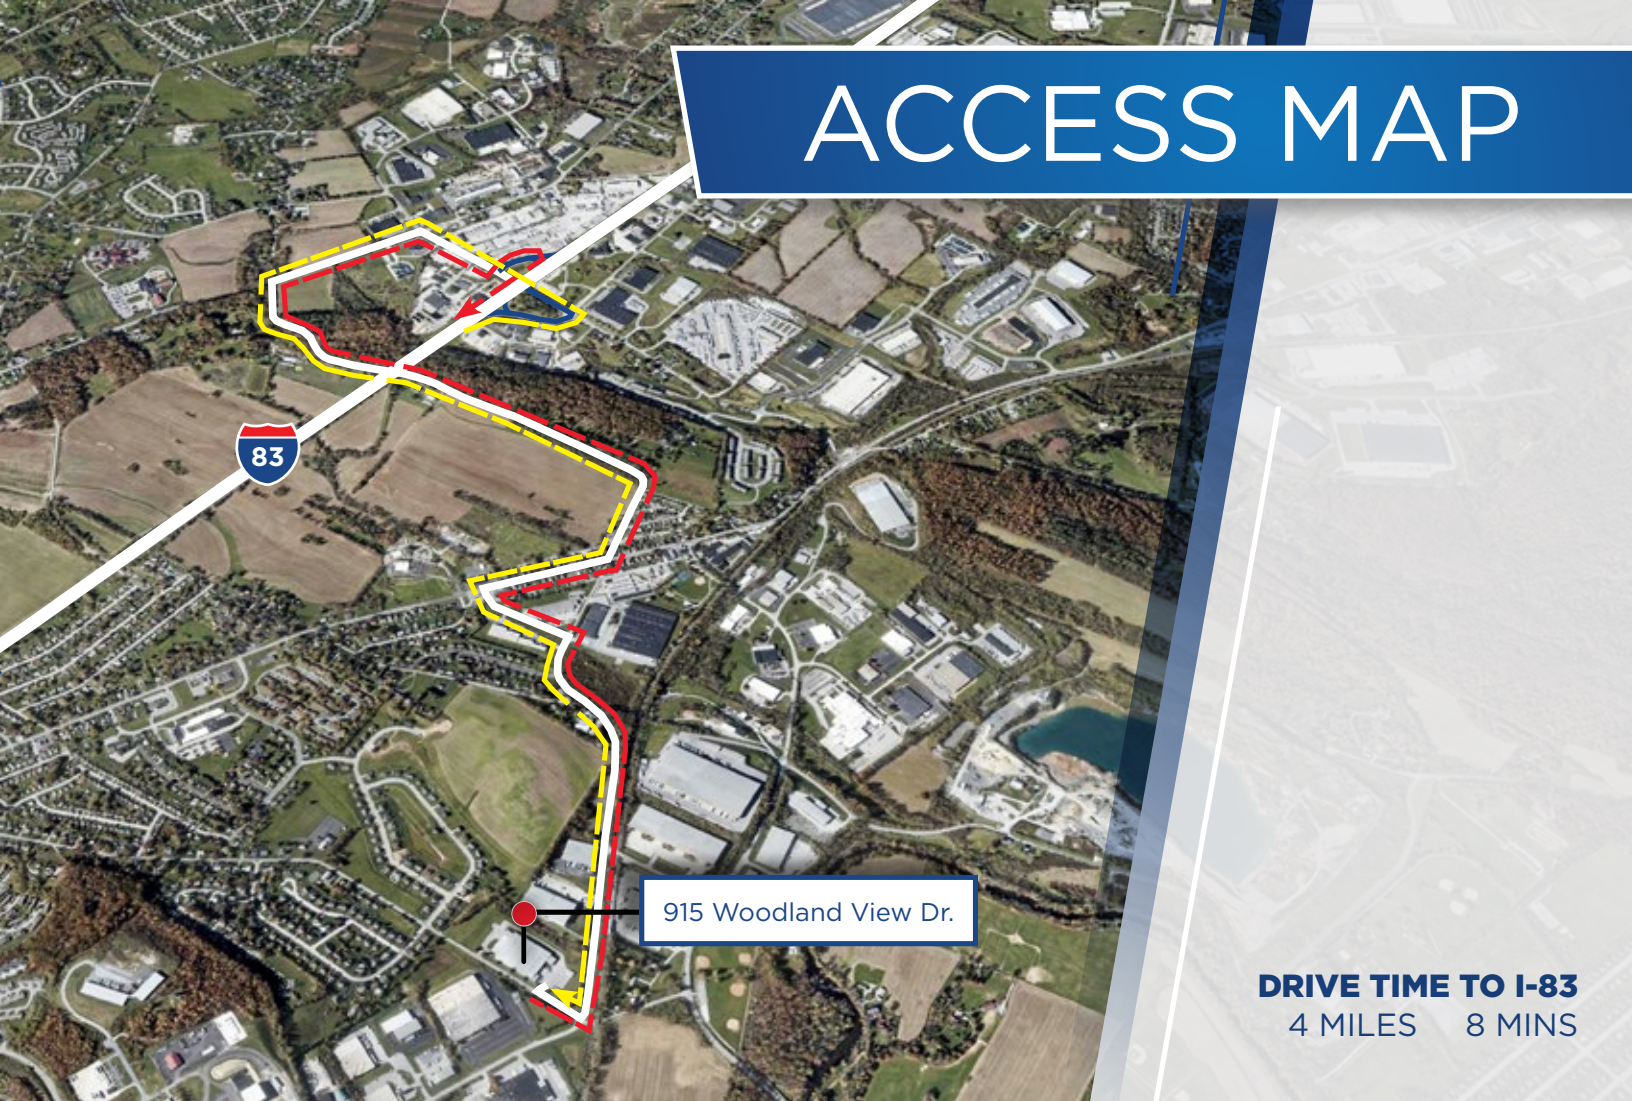 ACCESS MAP
83
915 Woodland View Dr.
DRIVE TIME TO I-83
4 MILES 8 MINS